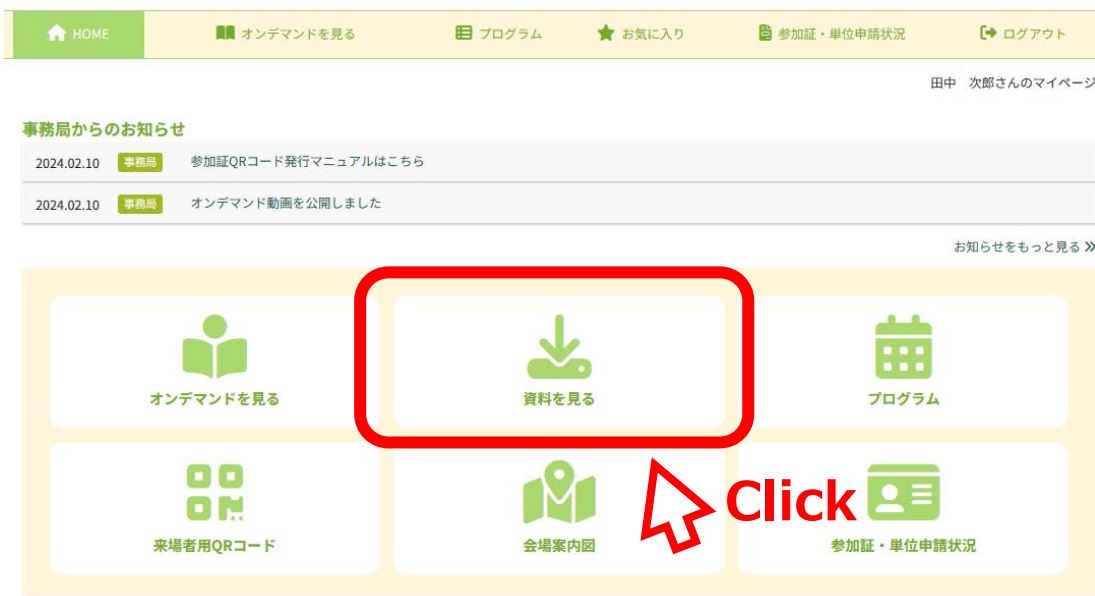 HOME オンデマンドを見る プログラム お気に入り 参加証・単位申請状況 ログアウト
田中 次郎さんのマイページ
事務局からのお知らせ
2024.02.10 事務局 参加証QRコード発行マニュアルはこちら
2024.02.10 事務局 オンデマンド動画を公開しました
お知らせをもっと見る
オンデマンドを見る 資料を見る プログラム
Click
来場者用QRコード 会場案内図 参加証・単位申請状況